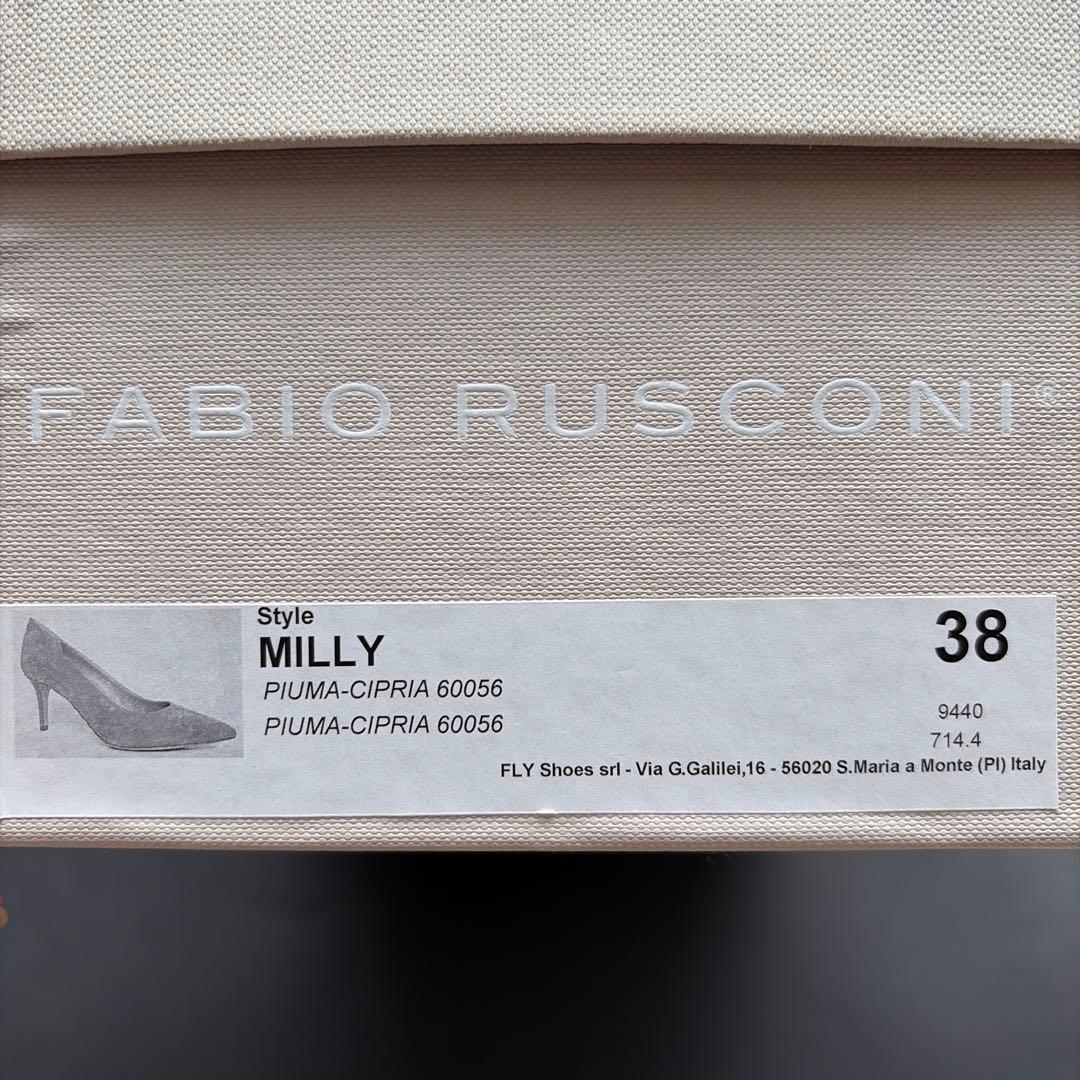 FABIO RUSCONI®
Style
MILLY
38
PIUMA-CIPRIA 60056
PIUMA-CIPRIA 60056
9440
714.4
FLY Shoes srl - Via G.Galilei,16 - 56020 S.Maria a Monte (PI) Italy